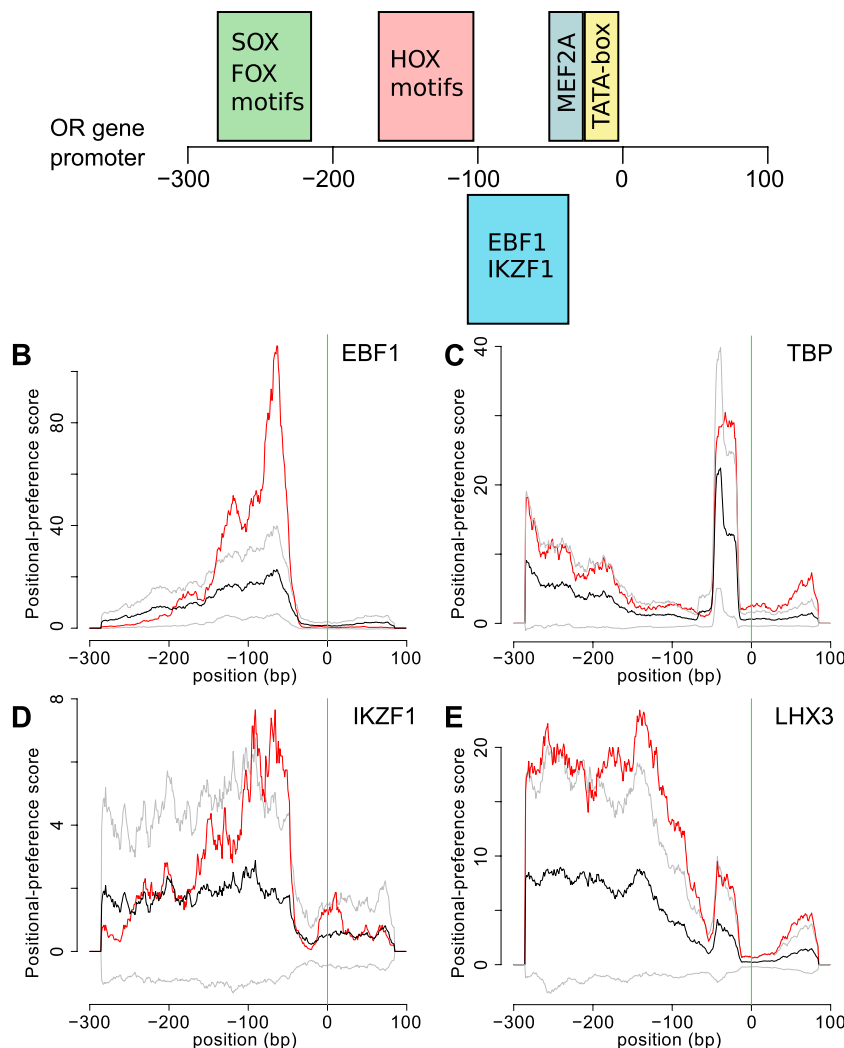 SOX
FOX
motifs
HOX
motifs
MEF2A
TATA-box
OR gene
promoter
−300
−200
−100
0
100
EBF1
IKZF1
B
EBF1
Positional-preference score
0
40
80
−300
−200
−100
0
100
position (bp)
C
TBP
Positional-preference score
0
20
40
−300
−200
−100
0
100
position (bp)
D
IKZF1
Positional-preference score
0
4
8
−300
−200
−100
0
100
position (bp)
E
LHX3
Positional-preference score
0
10
20
−300
−200
−100
0
100
position (bp)